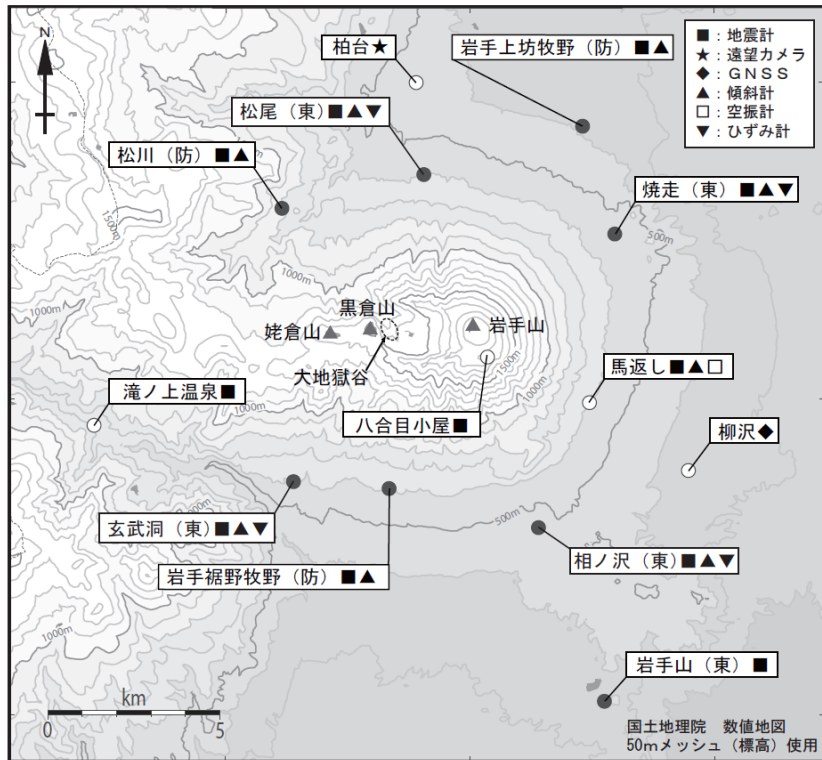 N
柏台★
岩手上坊牧野（防）■▲
■：地震計
★：遠望カメラ
◆：ＧＮＳＳ
▲：傾斜計
□：空振計
▼：ひずみ計
松尾（東）■▲▼
松川（防）■▲
焼走（東）■▲▼
1500m
500m
1000m
1000m
黒倉山
姥倉山
岩手山
大地獄谷
1500m
1000m
馬返し■▲□
滝ノ上温泉■
1000m
八合目小屋■
柳沢◆
玄武洞（東）■▲▼
500m
相ノ沢（東）■▲▼
岩手裾野牧野（防）■▲
1000m
岩手山（東）■
km
0 5
国土地理院　数値地図
50mメッシュ（標高）使用